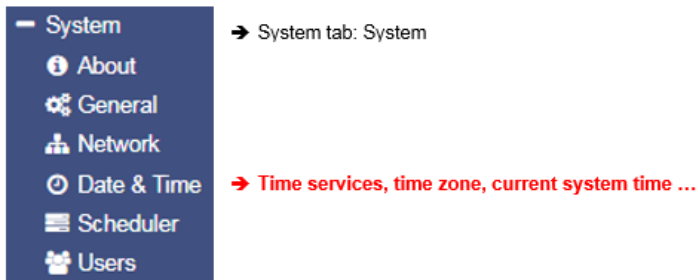 System ➔ System tab: System
About
General
Network
Date & Time ➔ Time services, time zone, current system time ...
Scheduler
Users